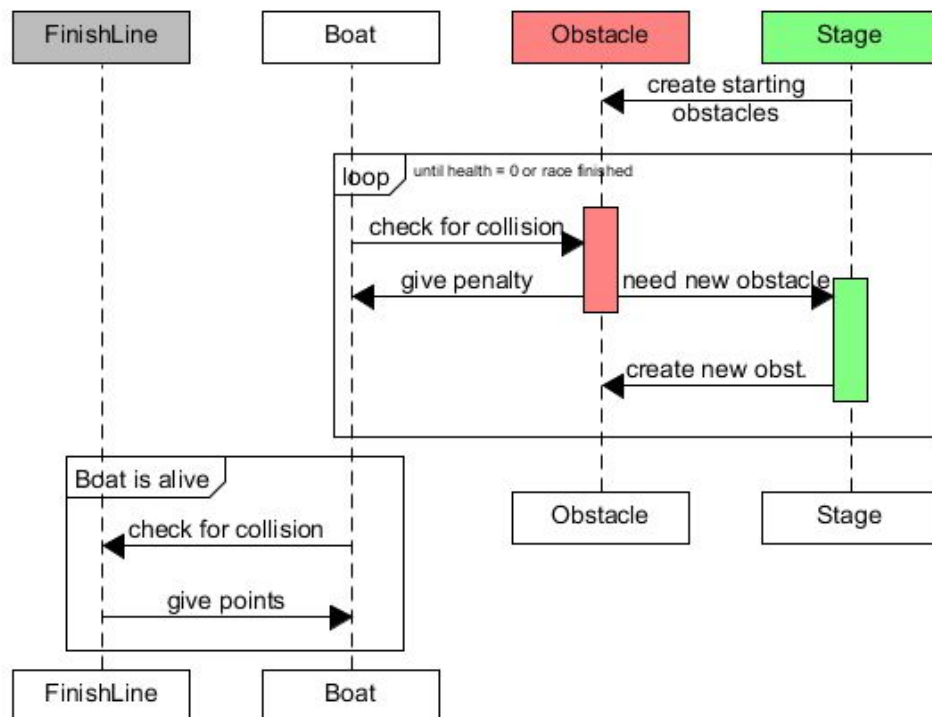 FinishLine
Boat
Obstacle
Stage
create starting
obstacles
loop
until health = 0 or race finished
check for collision
give penalty
need new obstacle
create new obst.
Boat is alive
Obstacle
Stage
check for collision
give points
FinishLine
Boat